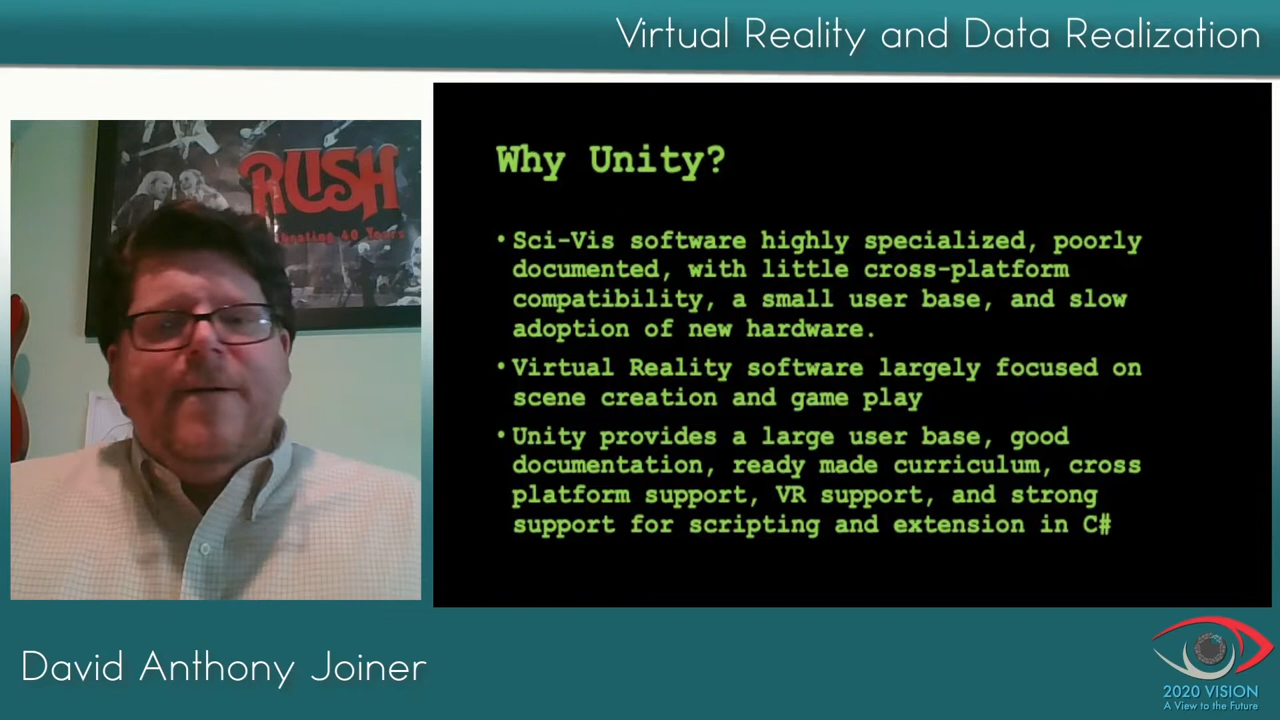 Virtual Reality and Data Realization
RUSH
40 Years
Why Unity?
• Sci-Vis software highly specialized, poorly
documented, with little cross-platform
compatibility, a small user base, and slow
adoption of new hardware.
• Virtual Reality software largely focused on
scene creation and game play
• Unity provides a large user base, good
documentation, ready made curriculum, cross
platform support, VR support, and strong
support for scripting and extension in C#
David Anthony Joiner
2020 VISION
A View to the Future